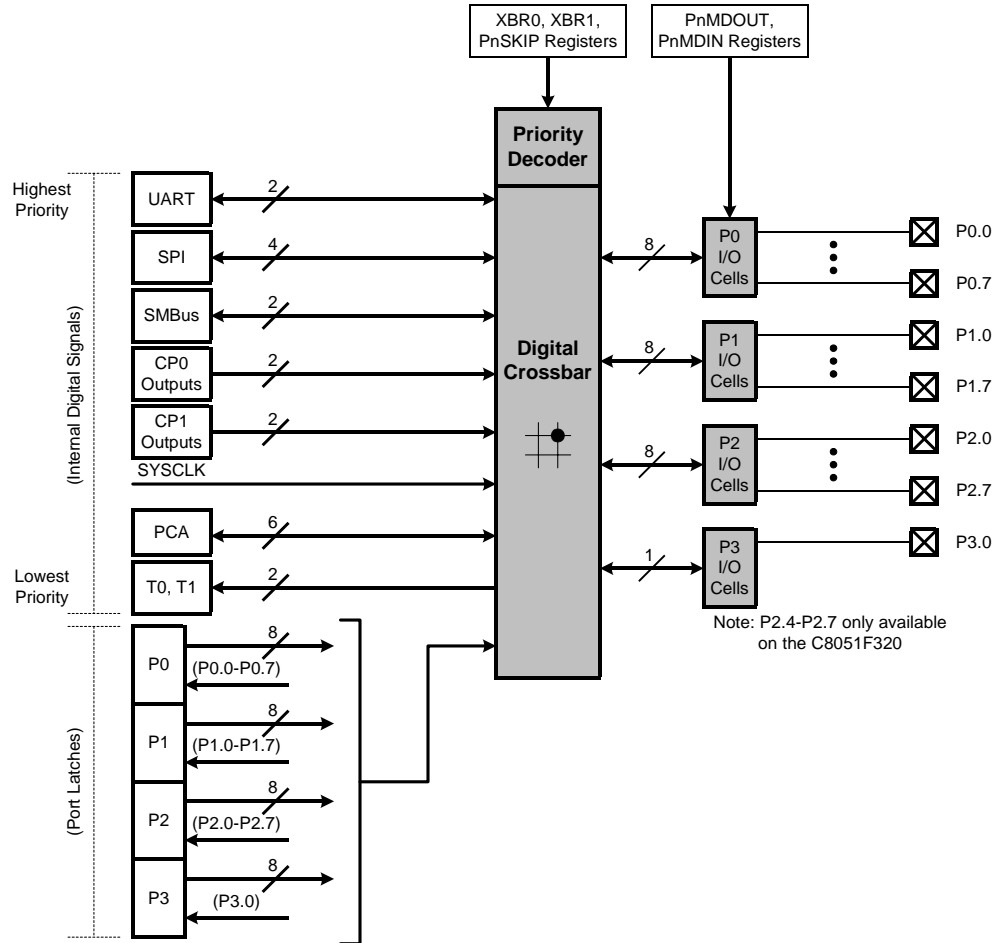 XBR0, XBR1,
PnSKIP Registers
PnMDOUT,
PnMDIN Registers
Priority
Decoder
Highest
Priority
UART
2
SPI
4
SMBus
2
CP0
Outputs
2
CP1
Outputs
2
SYSCLK
PCA
6
Lowest
Priority
T0, T1
2
(Internal Digital Signals)
Digital
Crossbar
8
P0
I/O
Cells
P0.0
P0.7
8
P1
I/O
Cells
P1.0
P1.7
8
P2
I/O
Cells
P2.0
P2.7
1
P3
I/O
Cells
P3.0
Note: P2.4-P2.7 only available
on the C8051F320
(Port Latches)
P0
8
(P0.0-P0.7)
P1
8
(P1.0-P1.7)
P2
8
(P2.0-P2.7)
P3
8
(P3.0)